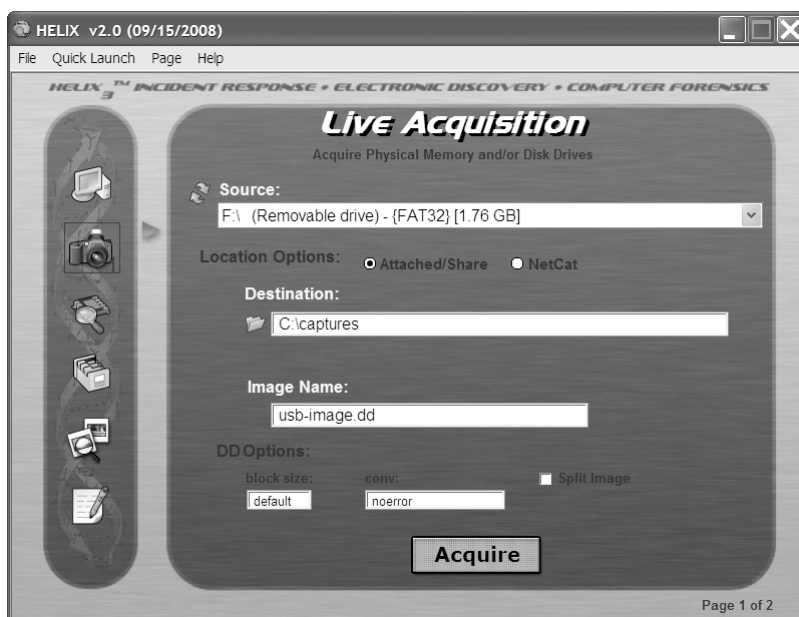 HELIX v2.0 (09/15/2008)
File Quick Launch Page Help
HELIX3™ INCIDENT RESPONSE • ELECTRONIC DISCOVERY • COMPUTER FORENSICS
Live Acquisition
Acquire Physical Memory and/or Disk Drives
Source:
F:\ (Removable drive) - {FAT32} [1.76 GB]
Location Options: Attached/Share NetCat
Destination:
C:\captures
Image Name:
usb-image.dd
DD Options:
block size: conv: Split Image
default noerror
Acquire
Page 1 of 2